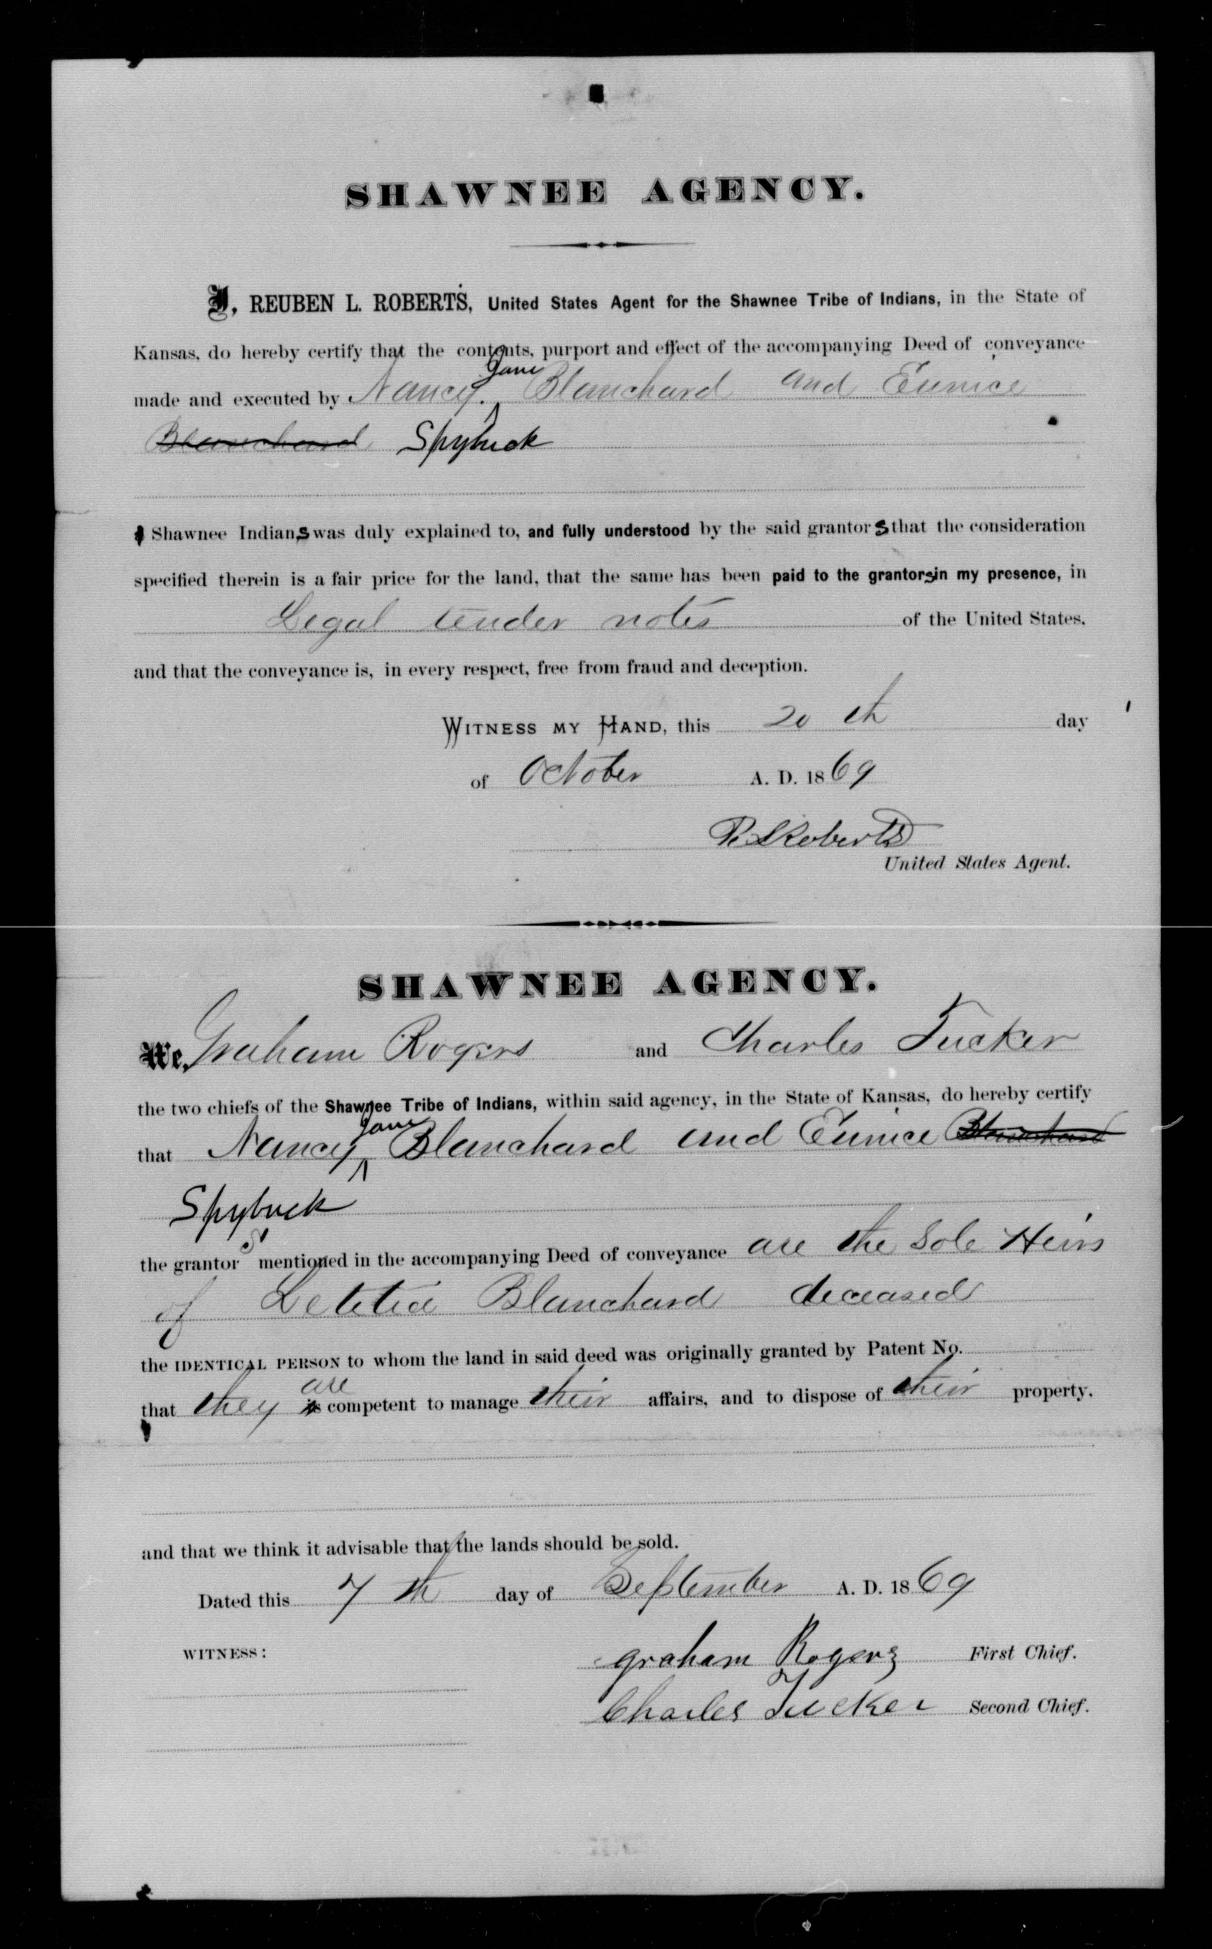 SHAWNEE AGENCY.
I, REUBEN L. ROBERTS, United States Agent for the Shawnee Tribe of Indians, in the State of
Kansas, do hereby certify that the contents, purport and effect of the accompanying Deed of conveyance
made and executed by Nancy Jane Blanchard and Eunice
Blanchard Spybuck
Shawnee Indians was duly explained to, and fully understood by the said grantors that the consideration
specified therein is a fair price for the land, that the same has been paid to the grantors in my presence, in
Legal tender notes of the United States,
and that the conveyance is, in every respect, free from fraud and deception.
WITNESS MY HAND, this 20th day
of October A. D. 1869
R. L. Roberts
United States Agent.
SHAWNEE AGENCY.
We, Graham Rogers and Charles Tucker
the two chiefs of the Shawnee Tribe of Indians, within said agency, in the State of Kansas, do hereby certify
that Nancy Jane Blanchard and Eunice Blanchard
Spybuck
the grantors mentioned in the accompanying Deed of conveyance are the Sole Heirs
of Letitia Blanchard deceased
the IDENTICAL PERSON to whom the land in said deed was originally granted by Patent No.
that they is are competent to manage their affairs, and to dispose of their property.
and that we think it advisable that the lands should be sold.
Dated this 7th day of September A. D. 1869
WITNESS:
graham Rogers First Chief.
Charles Tucker Second Chief.